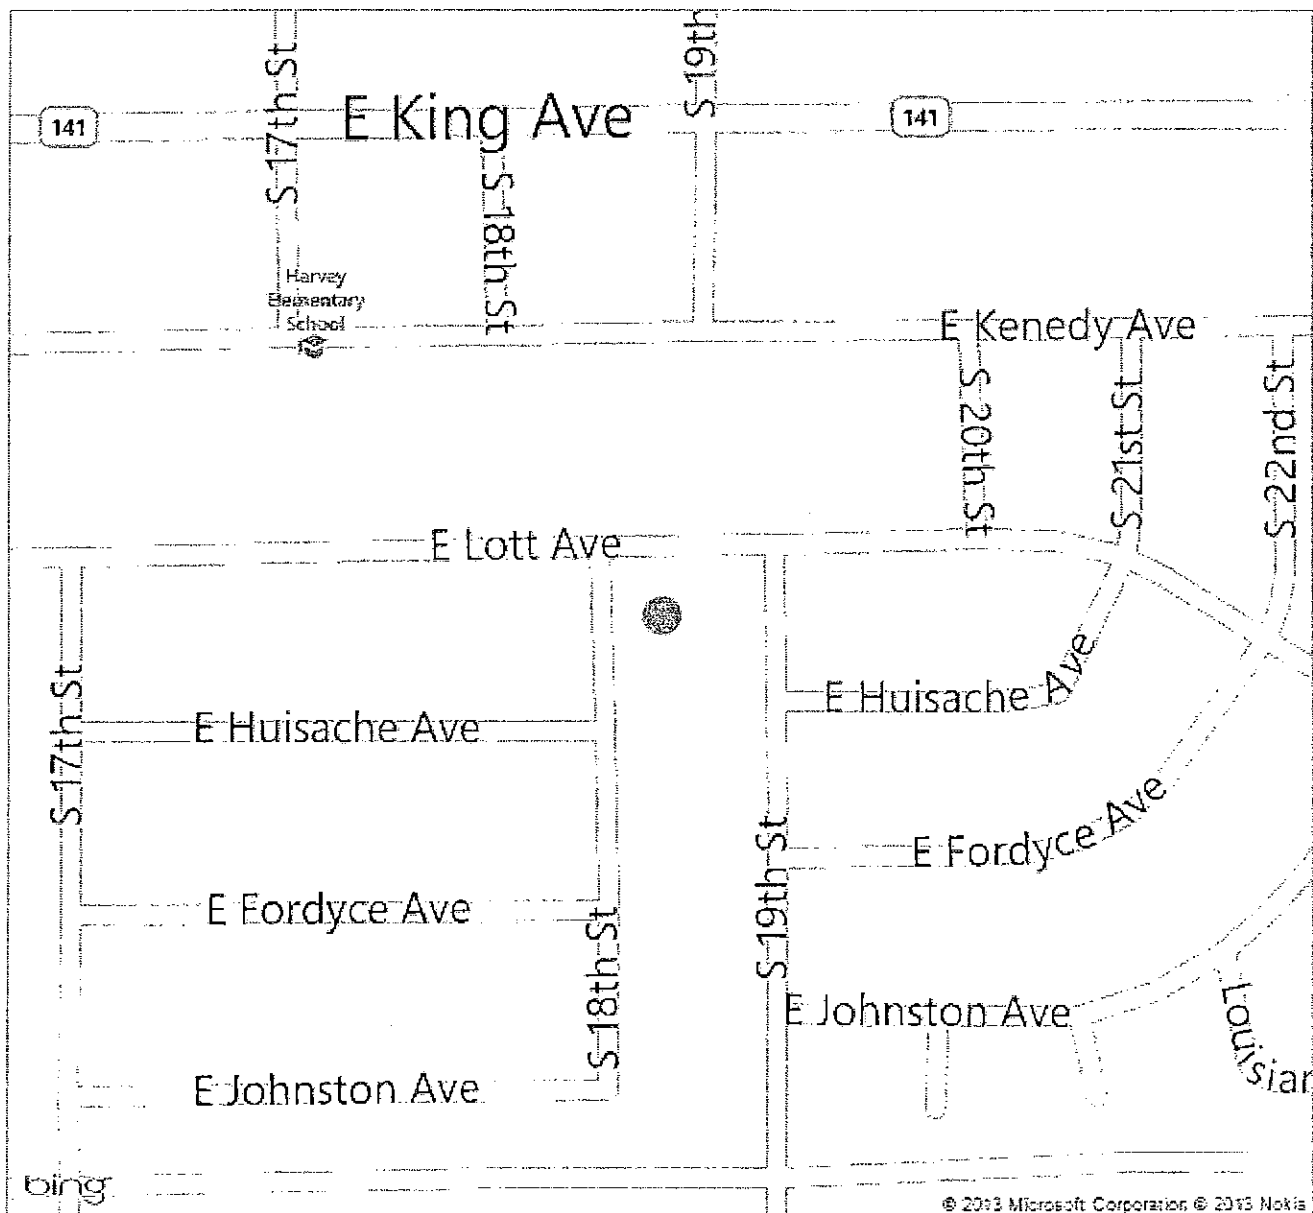 S 17th St
S 19th
141
E King Ave
141
S 18th St
Harvey
Elementary
School
E Kenedy Ave
S 20th St
S 21st St
S 22nd St
E Lott Ave
S 17th St
E Huisache Ave
E Huisache Ave
E Fordyce Ave
S 19th St
E Fordyce Ave
S 18th St
E Johnston Ave
Louisian
E Johnston Ave
bing
© 2013 Microsoft Corporation © 2013 Nokia